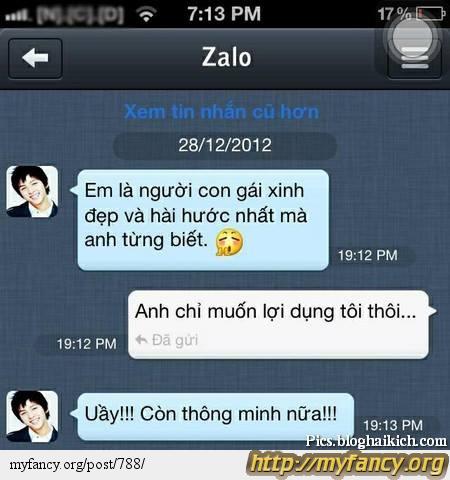 7:13 PM
17%
Zalo
Xem tin nhắn cũ hơn
28/12/2012
Em là người con gái xinh
đẹp và hài hước nhất mà
anh từng biết.
19:12 PM
Anh chỉ muốn lợi dụng tôi thôi...
Đã gửi
19:12 PM
Uầy!!! Còn thông minh nữa!!!
19:13 PM
Pics.bloghaikich.com
myfancy.org/post/788/
http://myfancy.org